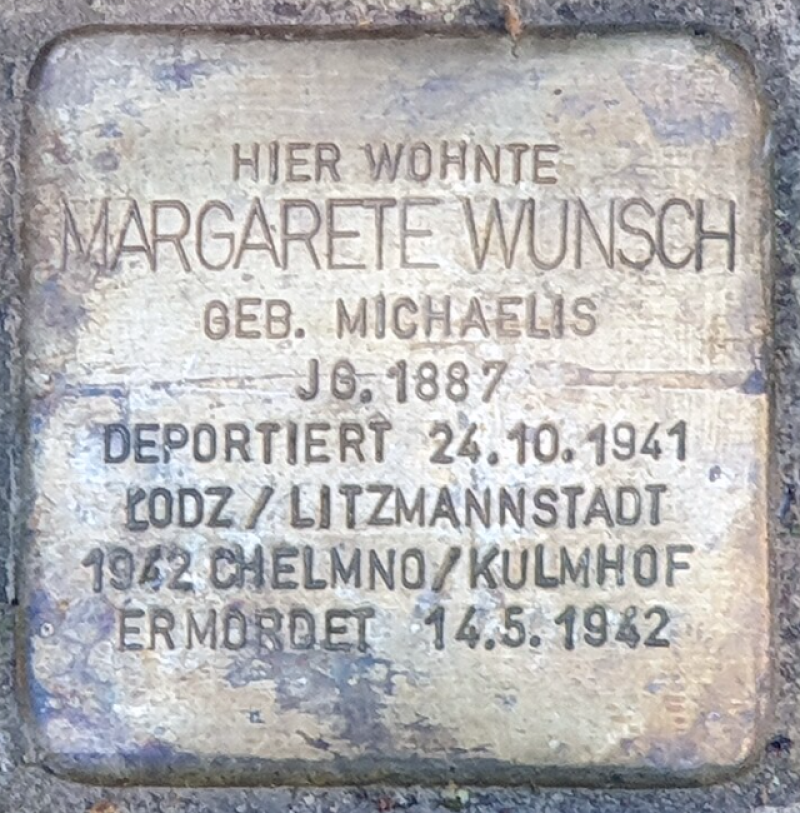 HIER WOHNTE
MARGARETE WUNSCH
GEB. MICHAELIS
JG. 1887
DEPORTIERT 24.10.1941
ŁODZ / LITZMANNSTADT
1942 CHELMNO / KULMHOF
ERMORDET 14.5.1942